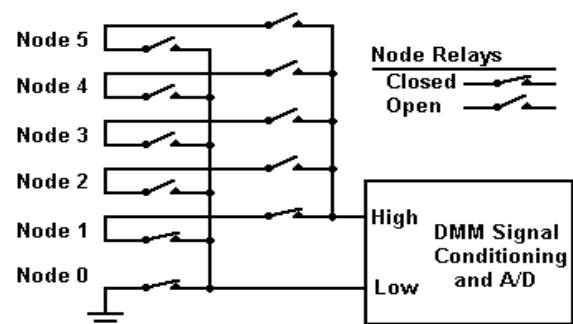 Node 5
Node 4
Node 3
Node 2
Node 1
Node 0
Node Relays
Closed
Open
High
Low
DMM Signal
Conditioning
and A/D